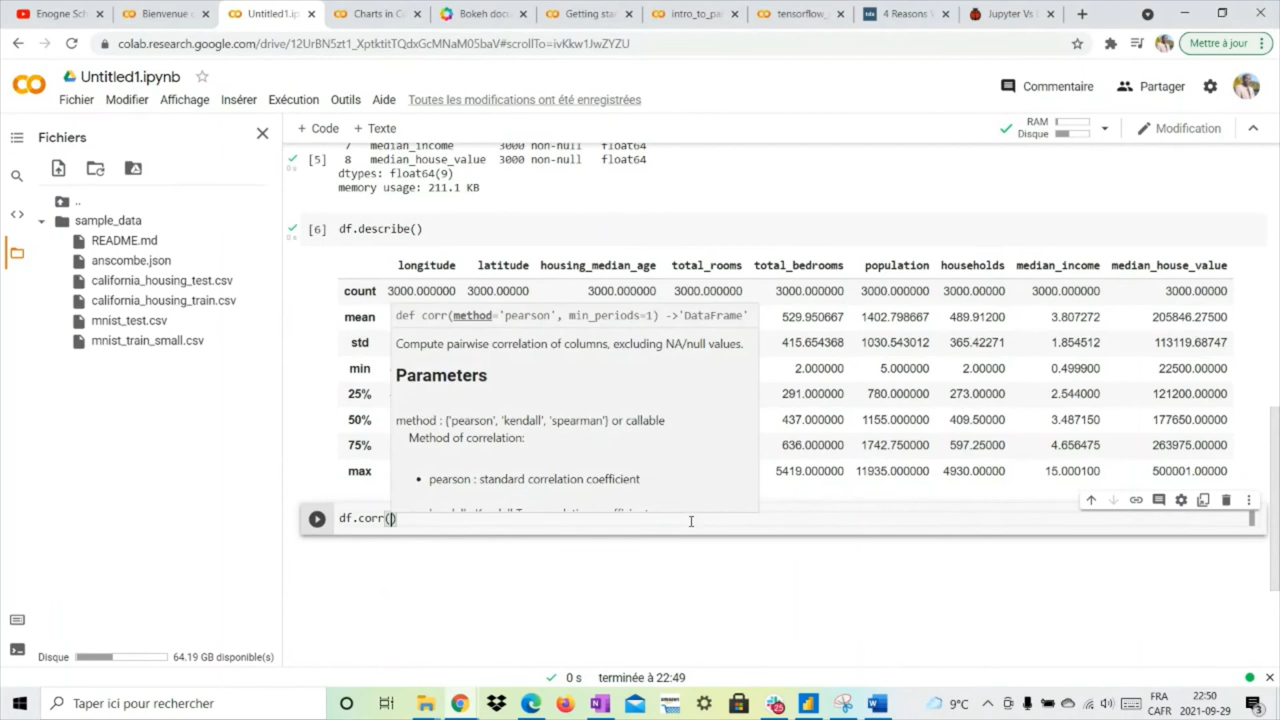 Enogne Sch
Bienvenue
Untitled1.ip
Charts in C
Bokeh doc
Getting sta
intro_to_pa
tensorflow_
4 Reasons
Jupyter Vs
colab.research.google.com/drive/12UrBN5zt1_XptktitTQdxGcMNaM05baV#scrollTo=ivKkw1JwZYZU
Mettre à jour
CO
Untitled1.ipynb
Fichier Modifier Affichage Insérer Exécution Outils Aide Toutes les modifications ont été enregistrées
Commentaire
Partager
Fichiers
+ Code + Texte
RAM
Disque
Modification
..
sample_data
README.md
anscombe.json
california_housing_test.csv
california_housing_train.csv
mnist_test.csv
mnist_train_small.csv
7 median_income 3000 non-null float64
[5] 8 median_house_value 3000 non-null float64
0s
dtypes: float64(9)
memory usage: 211.1 KB
[6] df.describe()
0s
longitude latitude housing_median_age total_rooms total_bedrooms population households median_income median_house_value
count 3000.000000 3000.00000 3000.000000 3000.000000 3000.000000 3000.000000 3000.00000 3000.000000 3000.00000
mean 529.950667 1402.798667 489.91200 3.807272 205846.27500
std 415.654368 1030.543012 365.42271 1.854512 113119.68747
min 2.000000 5.000000 2.00000 0.499900 22500.00000
25% 291.000000 780.000000 273.00000 2.544000 121200.00000
50% 437.000000 1155.000000 409.50000 3.487150 177650.00000
75% 636.000000 1742.750000 597.25000 4.656475 263975.00000
max 5419.000000 11935.000000 4930.00000 15.000100 500001.00000
def corr(method='pearson', min_periods=1) ->'DataFrame'
Compute pairwise correlation of columns, excluding NA/null values.
Parameters
method : {'pearson', 'kendall', 'spearman'} or callable
Method of correlation:
• pearson : standard correlation coefficient
df.corr()
Disque 64.19 GB disponible(s)
0 s terminée à 22:49
Taper ici pour rechercher
25
9°C
FRA
CAFR
22:50
2021-09-29
3